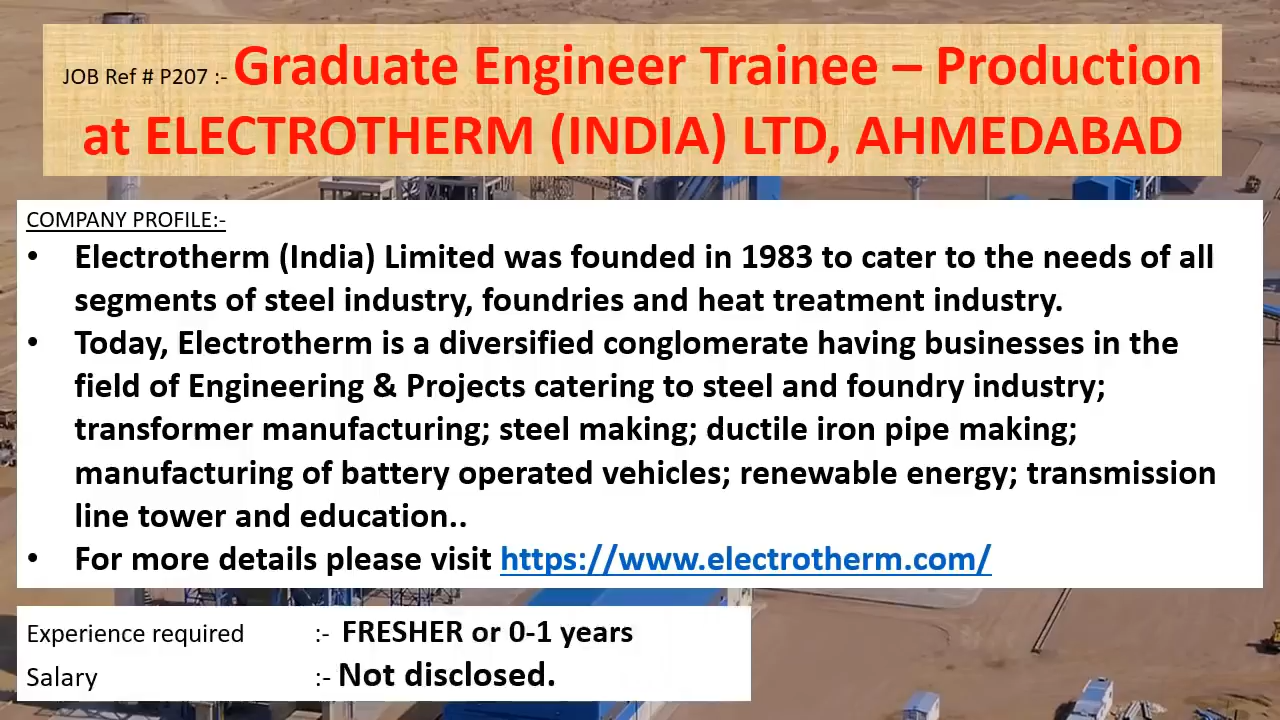 JOB Ref # P207 :- Graduate Engineer Trainee – Production
at ELECTROTHERM (INDIA) LTD, AHMEDABAD
COMPANY PROFILE:-
• Electrotherm (India) Limited was founded in 1983 to cater to the needs of all
segments of steel industry, foundries and heat treatment industry.
• Today, Electrotherm is a diversified conglomerate having businesses in the
field of Engineering & Projects catering to steel and foundry industry;
transformer manufacturing; steel making; ductile iron pipe making;
manufacturing of battery operated vehicles; renewable energy; transmission
line tower and education..
• For more details please visit https://www.electrotherm.com/
Experience required :- FRESHER or 0-1 years
Salary :- Not disclosed.